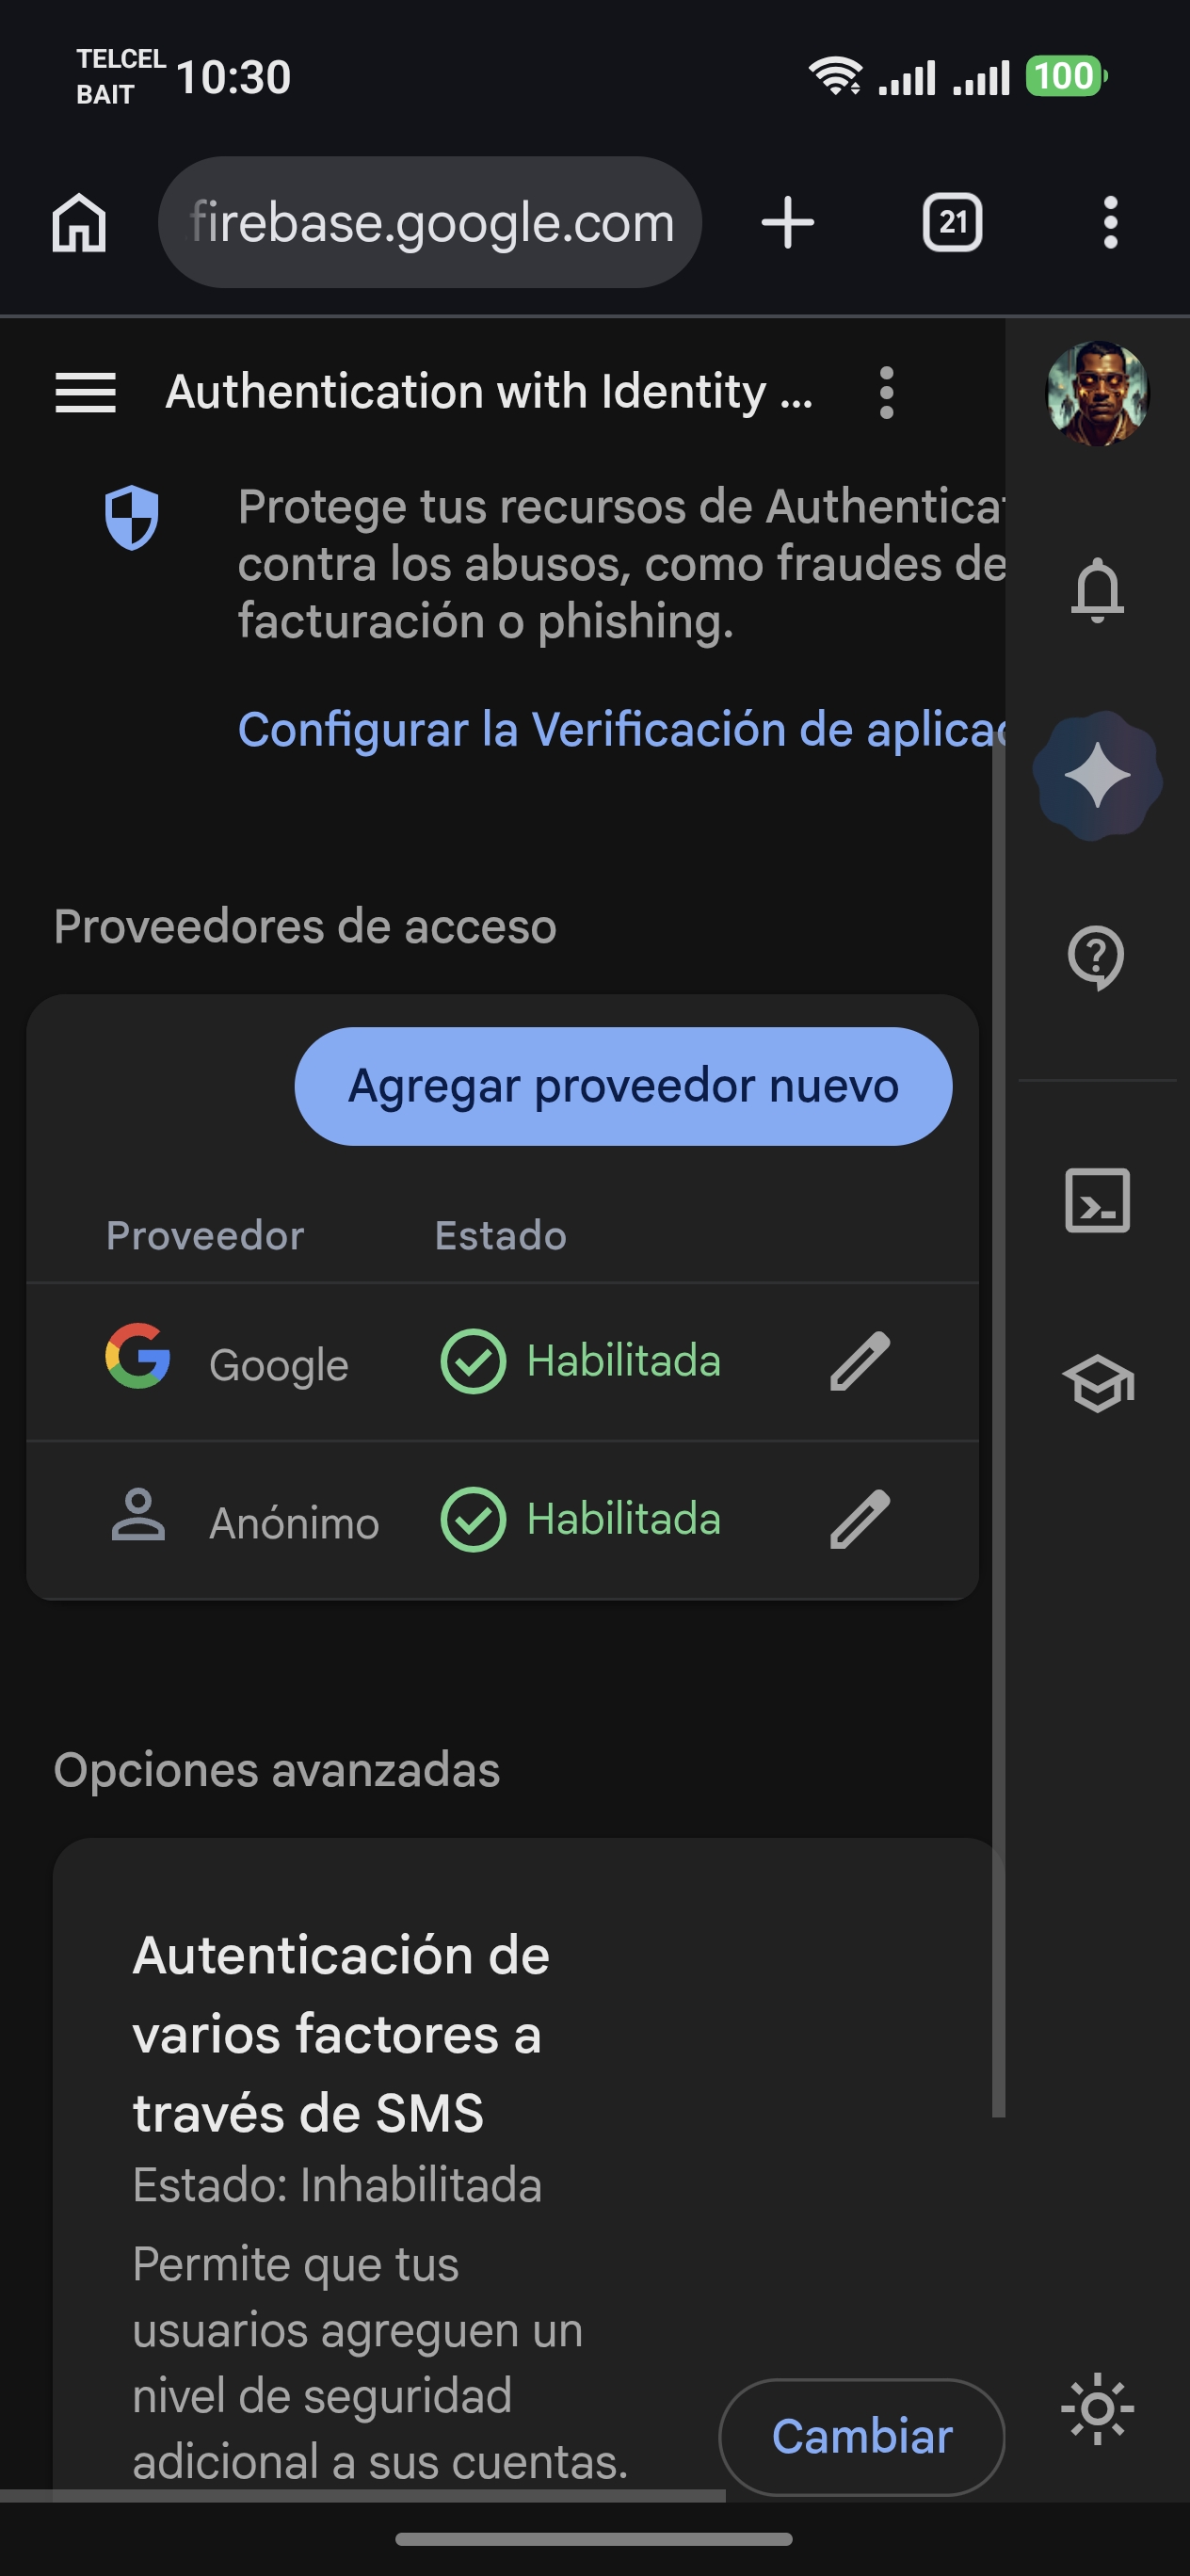 TELCEL
BAIT
10:30
100
firebase.google.com
21
Authentication with Identity ...
Protege tus recursos de Authenticat
contra los abusos, como fraudes de
facturación o phishing.
Configurar la Verificación de aplicac
Proveedores de acceso
Agregar proveedor nuevo
Proveedor Estado
Google Habilitada
Anónimo Habilitada
Opciones avanzadas
Autenticación de
varios factores a
través de SMS
Estado: Inhabilitada
Permite que tus
usuarios agreguen un
nivel de seguridad
adicional a sus cuentas.
Cambiar